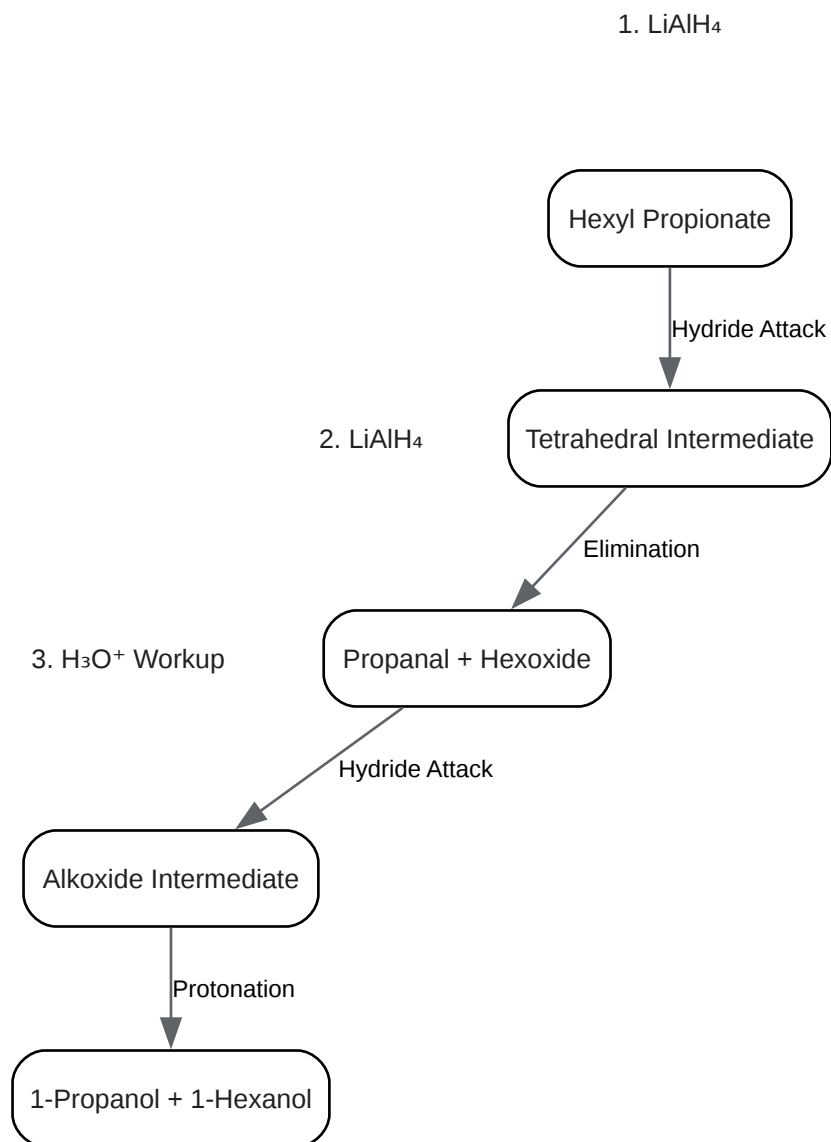 1. LiAlH₄
Hexyl Propionate
Hydride Attack
2. LiAlH₄
Tetrahedral Intermediate
Elimination
3. H₃O⁺ Workup
Propanal + Hexoxide
Hydride Attack
Alkoxide Intermediate
Protonation
1-Propanol + 1-Hexanol